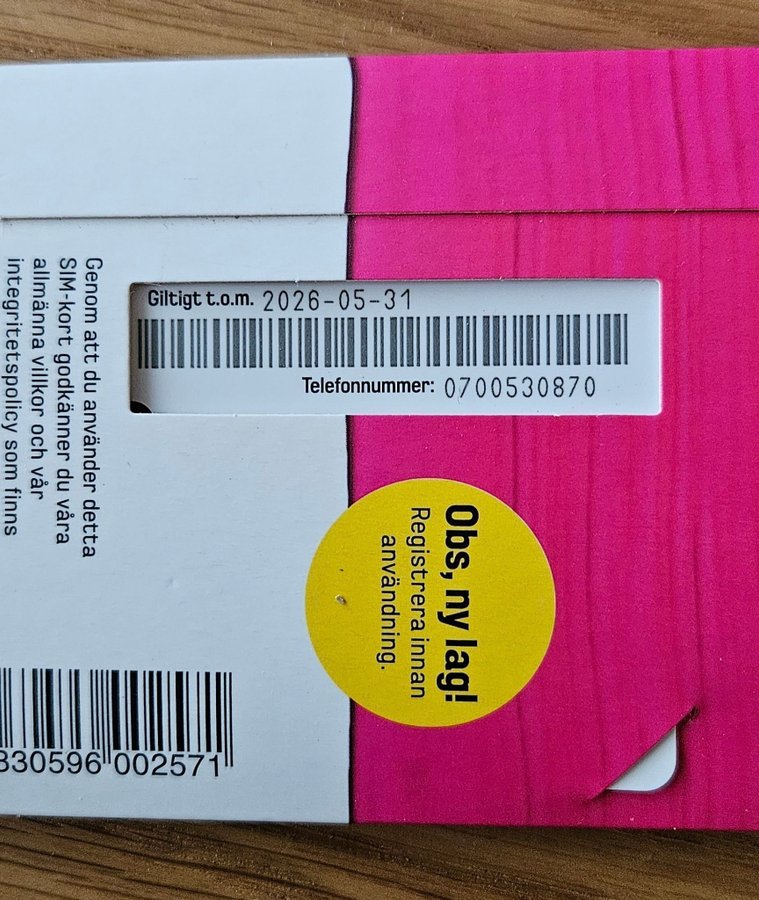 Giltigt t.o.m. 2026-05-31
Telefonnummer: 0700530870
Genom att du använder detta
SIM-kort godkänner du våra
allmänna villkor och vår
integritetspolicy som finns
Obs, ny lag!
Registrera innan
användning.
330596 002571